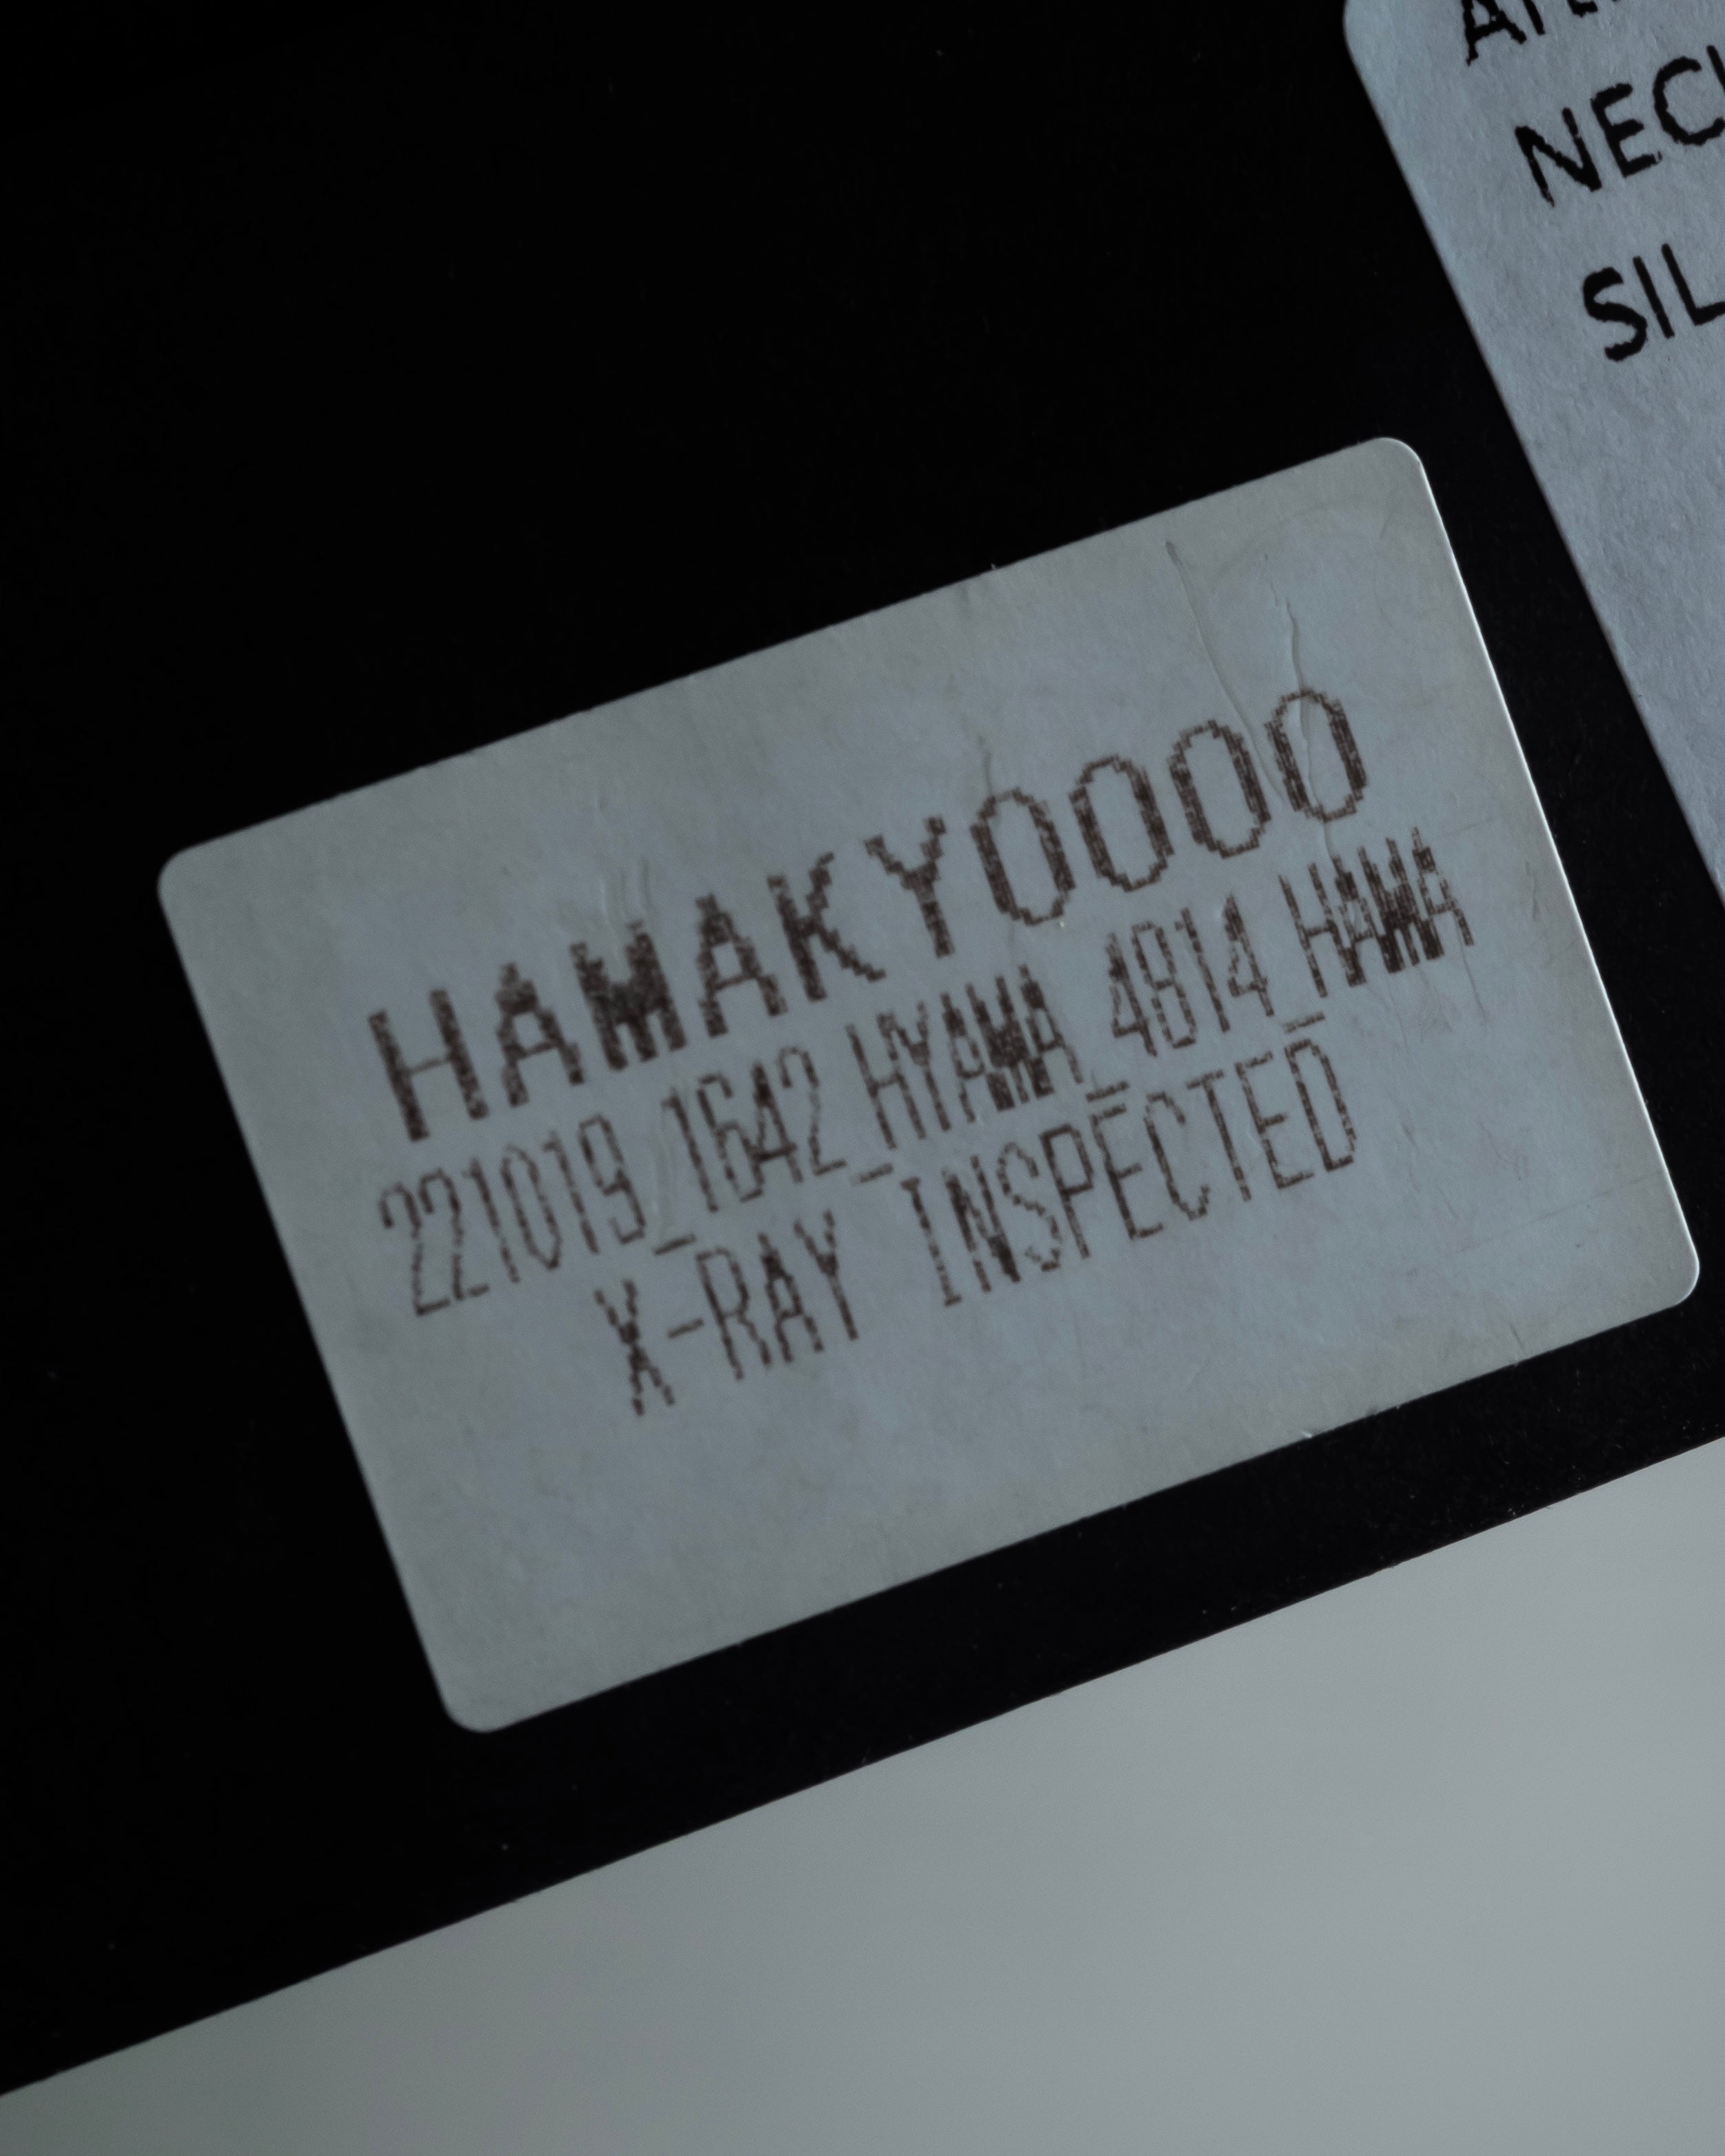 NEC
SIL
HAMAKYOOOO
221019_1642_HYAMA_4814_HAMA
X-RAY INSPECTED